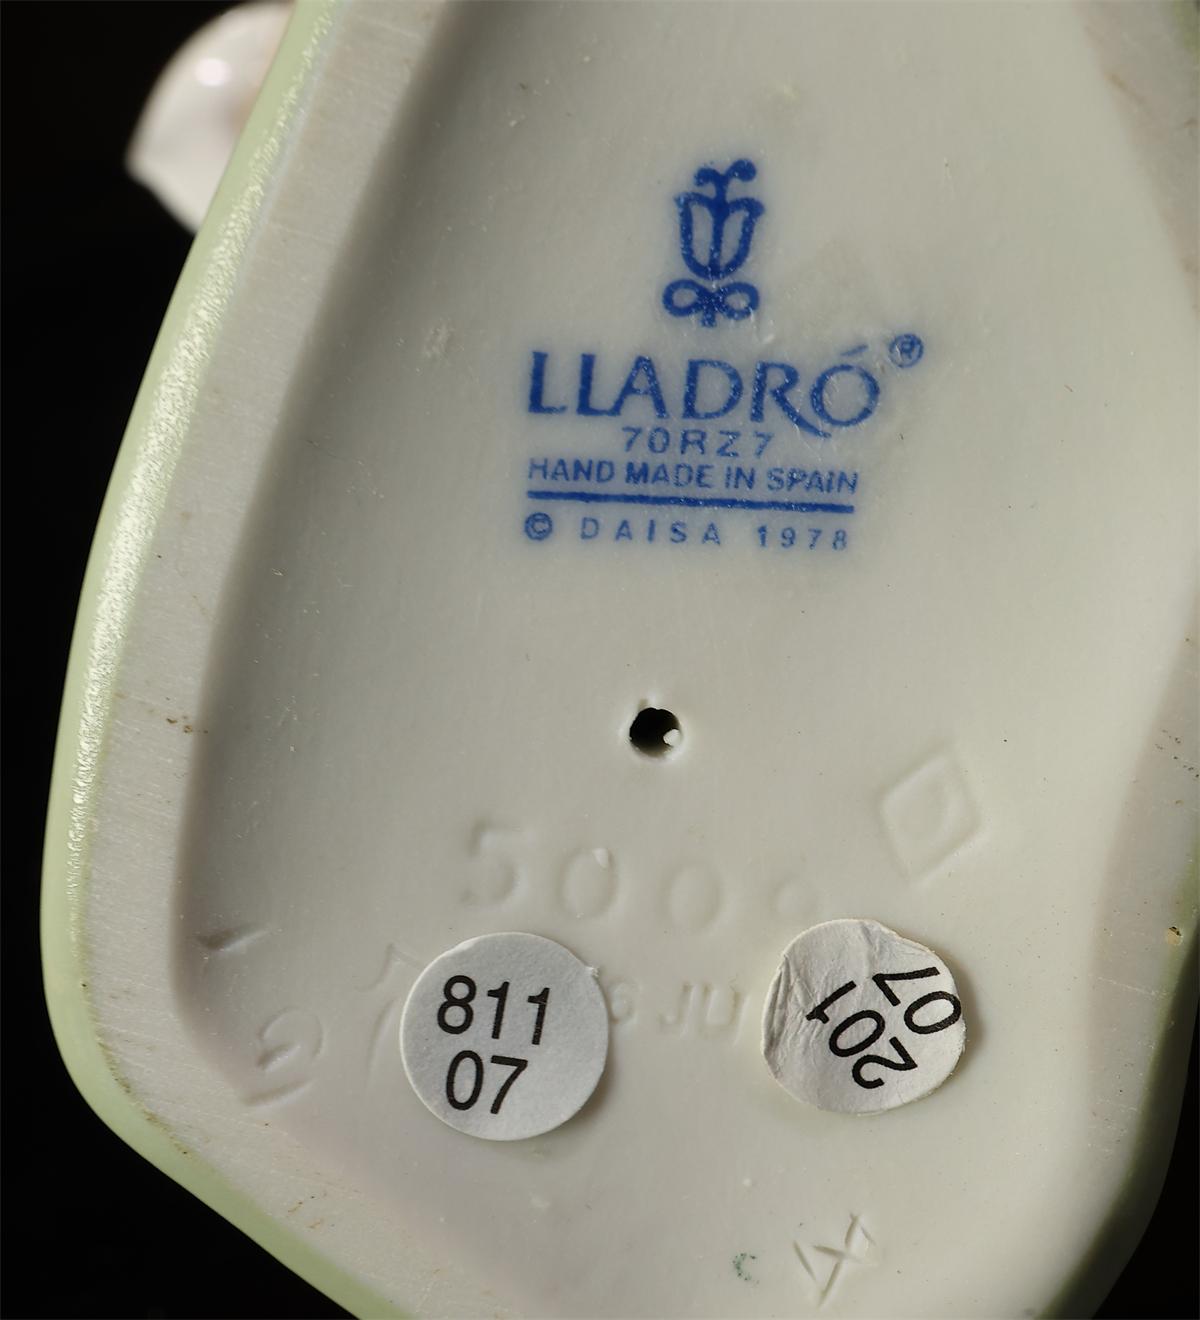 LLADRÓ®
70RZ7
HAND MADE IN SPAIN
© DAISA 1978
811
07
201
07